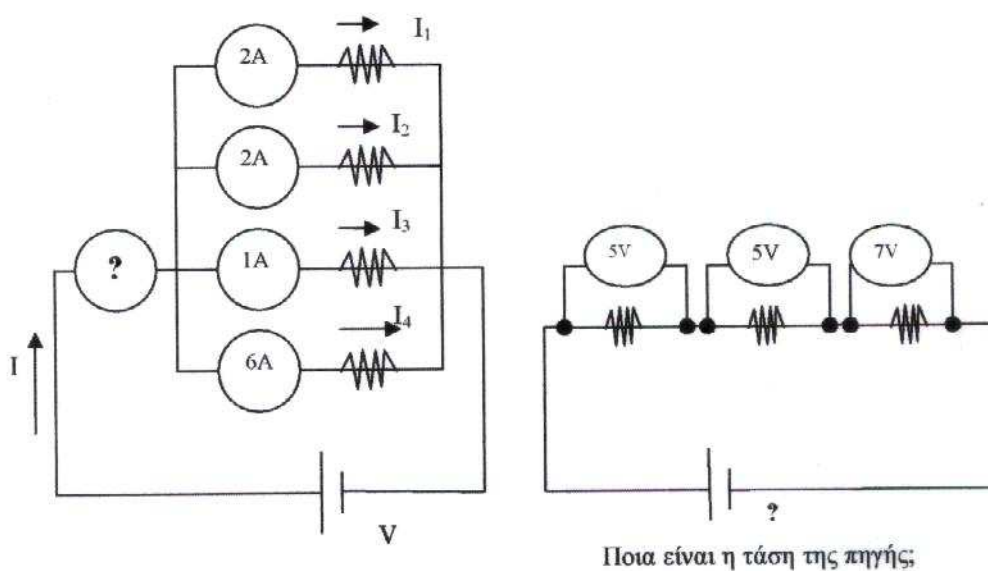 I₁
2A
I₂
2A
I₃
?
1A
I₄
6A
I
V
5V
5V
7V
?
Ποια είναι η τάση της πηγής;